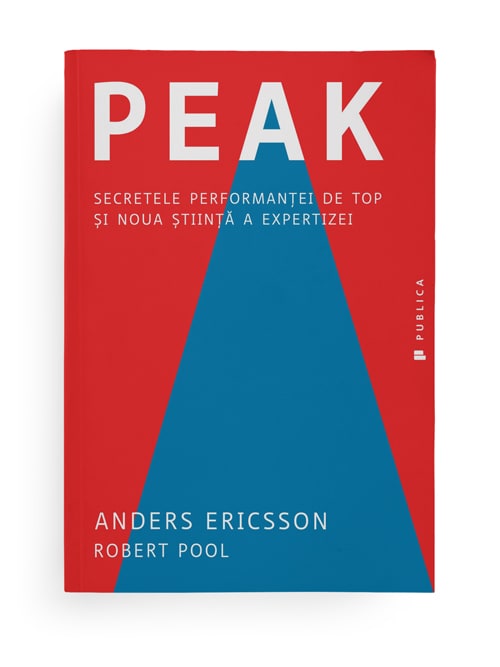 PEAK
SECRETELE PERFORMANȚEI DE TOP
ȘI NOUA ȘTIINȚĂ A EXPERTIZEI
PUBLICA
ANDERS ERICSSON
ROBERT POOL